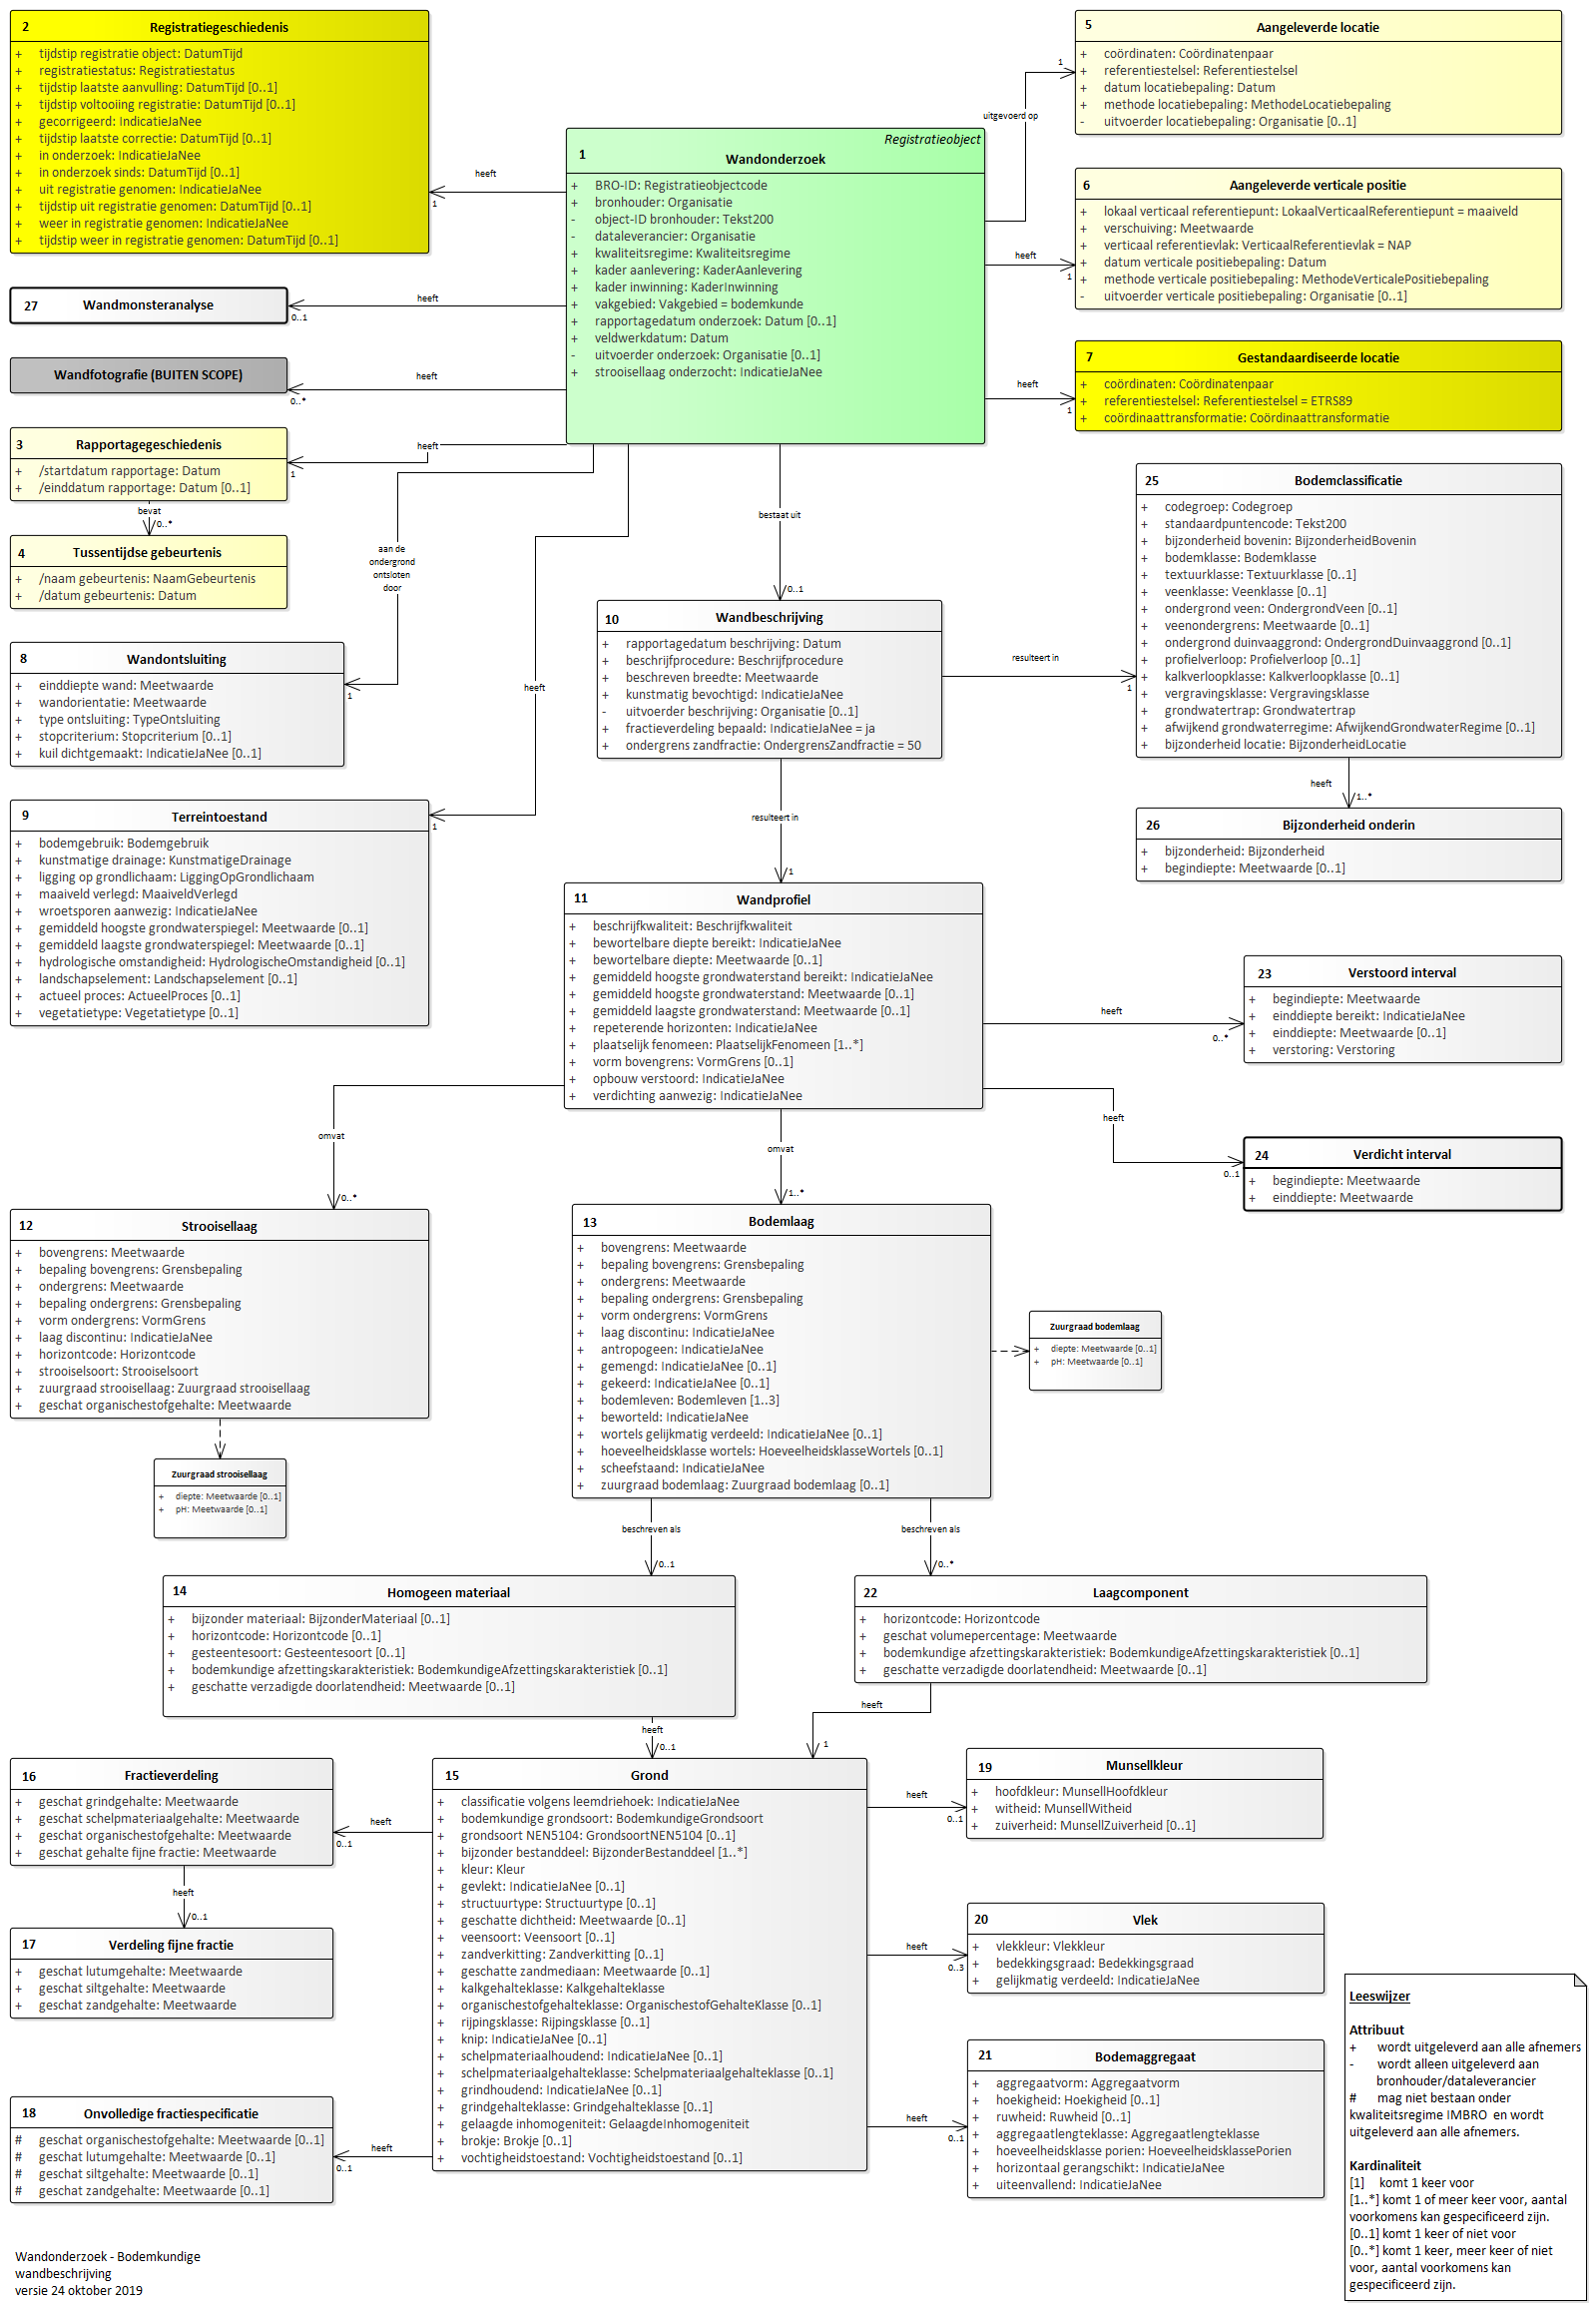 2 Registratiegeschiedenis
+ tijdstip registratie object: DatumTijd
+ registratiestatus: Registratiestatus
+ tijdstip laatste aanvulling: DatumTijd [0..1]
+ tijdstip voltooiing registratie: DatumTijd [0..1]
+ gecorrigeerd: IndicatieJaNee
+ tijdstip laatste correctie: DatumTijd [0..1]
+ in onderzoek: IndicatieJaNee
+ in onderzoek sinds: DatumTijd [0..1]
+ uit registratie genomen: IndicatieJaNee
+ tijdstip uit registratie genomen: DatumTijd [0..1]
+ weer in registratie genomen: IndicatieJaNee
+ tijdstip weer in registratie genomen: DatumTijd [0..1]
heeft
1
Registratieobject
1 Wandonderzoek
+ BRO-ID: Registratieobjectcode
+ bronhouder: Organisatie
- object-ID bronhouder: Tekst200
- dataleverancier: Organisatie
+ kwaliteitsregime: Kwaliteitsregime
+ kader aanlevering: KaderAanlevering
+ kader inwinning: KaderInwinning
+ vakgebied: Vakgebied = bodemkunde
+ rapportagedatum onderzoek: Datum [0..1]
+ veldwerkdatum: Datum
- uitvoerder onderzoek: Organisatie [0..1]
+ strooisellaag onderzocht: IndicatieJaNee
uitgevoerd op
1
5 Aangeleverde locatie
+ coördinaten: Coördinatenpaar
+ referentiestelsel: Referentiestelsel
+ datum locatiebepaling: Datum
+ methode locatiebepaling: MethodeLocatiebepaling
- uitvoerder locatiebepaling: Organisatie [0..1]
heeft
1
6 Aangeleverde verticale positie
+ lokaal verticaal referentiepunt: LokaalVerticaalReferentiepunt = maaiveld
+ verschuiving: Meetwaarde
+ verticaal referentievlak: VerticaalReferentievlak = NAP
+ datum verticale positiebepaling: Datum
+ methode verticale positiebepaling: MethodeVerticalePositiebepaling
- uitvoerder verticale positiebepaling: Organisatie [0..1]
heeft
1
7 Gestandaardiseerde locatie
+ coördinaten: Coördinatenpaar
+ referentiestelsel: Referentiestelsel = ETRS89
+ coördinaattransformatie: Coördinaattransformatie
27 Wandmonsteranalyse
heeft
0..1
Wandfotografie (BUITEN SCOPE)
heeft
0..*
3 Rapportagegeschiedenis
+ /startdatum rapportage: Datum
+ /einddatum rapportage: Datum [0..1]
heeft
1
bevat
0..*
4 Tussentijdse gebeurtenis
+ /naam gebeurtenis: NaamGebeurtenis
+ /datum gebeurtenis: Datum
aan de
ondergrond
ontsloten
door
1
8 Wandontsluiting
+ einddiepte wand: Meetwaarde
+ wandorientatie: Meetwaarde
+ type ontsluiting: TypeOntsluiting
+ stopcriterium: Stopcriterium [0..1]
+ kuil dichtgemaakt: IndicatieJaNee [0..1]
heeft
1
9 Terreintoestand
+ bodemgebruik: Bodemgebruik
+ kunstmatige drainage: KunstmatigeDrainage
+ ligging op grondlichaam: LiggingOpGrondlichaam
+ maaiveld verlegd: MaaiveldVerlegd
+ wroetsporen aanwezig: IndicatieJaNee
+ gemiddeld hoogste grondwaterspiegel: Meetwaarde [0..1]
+ gemiddeld laagste grondwaterspiegel: Meetwaarde [0..1]
+ hydrologische omstandigheid: HydrologischeOmstandigheid [0..1]
+ landschapselement: Landschapselement [0..1]
+ actueel proces: ActueelProces [0..1]
+ vegetatietype: Vegetatietype [0..1]
bestaat uit
0..1
10 Wandbeschrijving
+ rapportagedatum beschrijving: Datum
+ beschrijfprocedure: Beschrijfprocedure
+ beschreven breedte: Meetwaarde
+ kunstmatig bevochtigd: IndicatieJaNee
- uitvoerder beschrijving: Organisatie [0..1]
+ fractieverdeling bepaald: IndicatieJaNee = ja
+ ondergrens zandfractie: OndergrensZandfractie = 50
resulteert in
1
25 Bodemclassificatie
+ codegroep: Codegroep
+ standaardpuntencode: Tekst200
+ bijzonderheid bovenin: BijzonderheidBovenin
+ bodemklasse: Bodemklasse
+ textuurklasse: Textuurklasse [0..1]
+ veenklasse: Veenklasse [0..1]
+ ondergrond veen: OndergrondVeen [0..1]
+ veenondergrens: Meetwaarde [0..1]
+ ondergrond duinvaaggrond: OndergrondDuinvaaggrond [0..1]
+ profielverloop: Profielverloop [0..1]
+ kalkverloopklasse: Kalkverloopklasse [0..1]
+ vergravingsklasse: Vergravingsklasse
+ grondwatertrap: Grondwatertrap
+ afwijkend grondwaterregime: AfwijkendGrondwaterRegime [0..1]
+ bijzonderheid locatie: BijzonderheidLocatie
heeft
1..*
26 Bijzonderheid onderin
+ bijzonderheid: Bijzonderheid
+ begindiepte: Meetwaarde [0..1]
resulteert in
1
11 Wandprofiel
+ beschrijfkwaliteit: Beschrijfkwaliteit
+ bewortelbare diepte bereikt: IndicatieJaNee
+ bewortelbare diepte: Meetwaarde [0..1]
+ gemiddeld hoogste grondwaterstand bereikt: IndicatieJaNee
+ gemiddeld hoogste grondwaterstand: Meetwaarde [0..1]
+ gemiddeld laagste grondwaterstand: Meetwaarde [0..1]
+ repeterende horizonten: IndicatieJaNee
+ plaatselijk fenomeen: PlaatselijkFenomeen [1..*]
+ vorm bovengrens: VormGrens [0..1]
+ opbouw verstoord: IndicatieJaNee
+ verdichting aanwezig: IndicatieJaNee
heeft
0..*
23 Verstoord interval
+ begindiepte: Meetwaarde
+ einddiepte bereikt: IndicatieJaNee
+ einddiepte: Meetwaarde [0..1]
+ verstoring: Verstoring
heeft
0..1
24 Verdicht interval
+ begindiepte: Meetwaarde
+ einddiepte: Meetwaarde
omvat
0..*
12 Strooisellaag
+ bovengrens: Meetwaarde
+ bepaling bovengrens: Grensbepaling
+ ondergrens: Meetwaarde
+ bepaling ondergrens: Grensbepaling
+ vorm ondergrens: VormGrens
+ laag discontinu: IndicatieJaNee
+ horizontcode: Horizontcode
+ strooiselsoort: Strooiselsoort
+ zuurgraad strooisellaag: Zuurgraad strooisellaag
+ geschat organischestofgehalte: Meetwaarde
Zuurgraad strooisellaag
+ diepte: Meetwaarde [0..1]
+ pH: Meetwaarde [0..1]
omvat
1..*
13 Bodemlaag
+ bovengrens: Meetwaarde
+ bepaling bovengrens: Grensbepaling
+ ondergrens: Meetwaarde
+ bepaling ondergrens: Grensbepaling
+ vorm ondergrens: VormGrens
+ laag discontinu: IndicatieJaNee
+ antropogeen: IndicatieJaNee
+ gemengd: IndicatieJaNee [0..1]
+ gekeerd: IndicatieJaNee [0..1]
+ bodemleven: Bodemleven [1..3]
+ beworteld: IndicatieJaNee
+ wortels gelijkmatig verdeeld: IndicatieJaNee [0..1]
+ hoeveelheidsklasse wortels: HoeveelheidsklasseWortels [0..1]
+ scheefstaand: IndicatieJaNee
+ zuurgraad bodemlaag: Zuurgraad bodemlaag [0..1]
Zuurgraad bodemlaag
+ diepte: Meetwaarde [0..1]
+ pH: Meetwaarde [0..1]
beschreven als
0..1
beschreven als
0..*
14 Homogeen materiaal
+ bijzonder materiaal: BijzonderMateriaal [0..1]
+ horizontcode: Horizontcode [0..1]
+ gesteentesoort: Gesteentesoort [0..1]
+ bodemkundige afzettingskarakteristiek: BodemkundigeAfzettingskarakteristiek [0..1]
+ geschatte verzadigde doorlatendheid: Meetwaarde [0..1]
22 Laagcomponent
+ horizontcode: Horizontcode
+ geschat volumepercentage: Meetwaarde
+ bodemkundige afzettingskarakteristiek: BodemkundigeAfzettingskarakteristiek [0..1]
+ geschatte verzadigde doorlatendheid: Meetwaarde [0..1]
heeft
0..1
heeft
1
16 Fractieverdeling
+ geschat grindgehalte: Meetwaarde
+ geschat schelpmateriaalgehalte: Meetwaarde
+ geschat organischestofgehalte: Meetwaarde
+ geschat gehalte fijne fractie: Meetwaarde
heeft
0..1
heeft
0..1
17 Verdeling fijne fractie
+ geschat lutumgehalte: Meetwaarde
+ geschat siltgehalte: Meetwaarde
+ geschat zandgehalte: Meetwaarde
18 Onvolledige fractiespecificatie
# geschat organischestofgehalte: Meetwaarde [0..1]
# geschat lutumgehalte: Meetwaarde [0..1]
# geschat siltgehalte: Meetwaarde [0..1]
# geschat zandgehalte: Meetwaarde [0..1]
heeft
0..1
15 Grond
+ classificatie volgens leemdriehoek: IndicatieJaNee
+ bodemkundige grondsoort: BodemkundigeGrondsoort
+ grondsoort NEN5104: GrondsoortNEN5104 [0..1]
+ bijzonder bestanddeel: BijzonderBestanddeel [1..*]
+ kleur: Kleur
+ gevlekt: IndicatieJaNee [0..1]
+ structuurtype: Structuurtype [0..1]
+ geschatte dichtheid: Meetwaarde [0..1]
+ veensoort: Veensoort [0..1]
+ zandverkitting: Zandverkitting [0..1]
+ geschatte zandmediaan: Meetwaarde [0..1]
+ kalkgehalteklasse: Kalkgehalteklasse
+ organischestofgehalteklasse: OrganischestofGehalteKlasse [0..1]
+ rijpingsklasse: Rijpingsklasse [0..1]
+ knip: IndicatieJaNee [0..1]
+ schelpmateriaalhoudend: IndicatieJaNee [0..1]
+ schelpmateriaalgehalteklasse: Schelpmateriaalgehalteklasse [0..1]
+ grindhoudend: IndicatieJaNee [0..1]
+ grindgehalteklasse: Grindgehalteklasse [0..1]
+ gelaagde inhomogeniteit: GelaagdeInhomogeniteit
+ brokje: Brokje [0..1]
+ vochtigheidstoestand: Vochtigheidstoestand [0..1]
heeft
0..1
19 Munsellkleur
+ hoofdkleur: MunsellHoofdkleur
+ witheid: MunsellWitheid
+ zuiverheid: MunsellZuiverheid [0..1]
heeft
0..3
20 Vlek
+ vlekkleur: Vlekkleur
+ bedekkingsgraad: Bedekkingsgraad
+ gelijkmatig verdeeld: IndicatieJaNee
heeft
0..1
21 Bodemaggregaat
+ aggregaatvorm: Aggregaatvorm
+ hoekigheid: Hoekigheid [0..1]
+ ruwheid: Ruwheid [0..1]
+ aggregaatlengteklasse: Aggregaatlengteklasse
+ hoeveelheidsklasse porien: HoeveelheidsklassePorien
+ horizontaal gerangschikt: IndicatieJaNee
+ uiteenvallend: IndicatieJaNee
Leeswijzer
Attribuut
+ wordt uitgeleverd aan alle afnemers
- wordt alleen uitgeleverd aan
bronhouder/dataleverancier
# mag niet bestaan onder
kwaliteitsregime IMBRO en wordt
uitgeleverd aan alle afnemers.
Kardinaliteit
[1] komt 1 keer voor
[1..*] komt 1 of meer keer voor, aantal
voorkomens kan gespecificeerd zijn.
[0..1] komt 1 keer of niet voor
[0..*] komt 1 keer, meer keer of niet
voor, aantal voorkomens kan
gespecificeerd zijn.
Wandonderzoek - Bodemkundige
wandbeschrijving
versie 24 oktober 2019